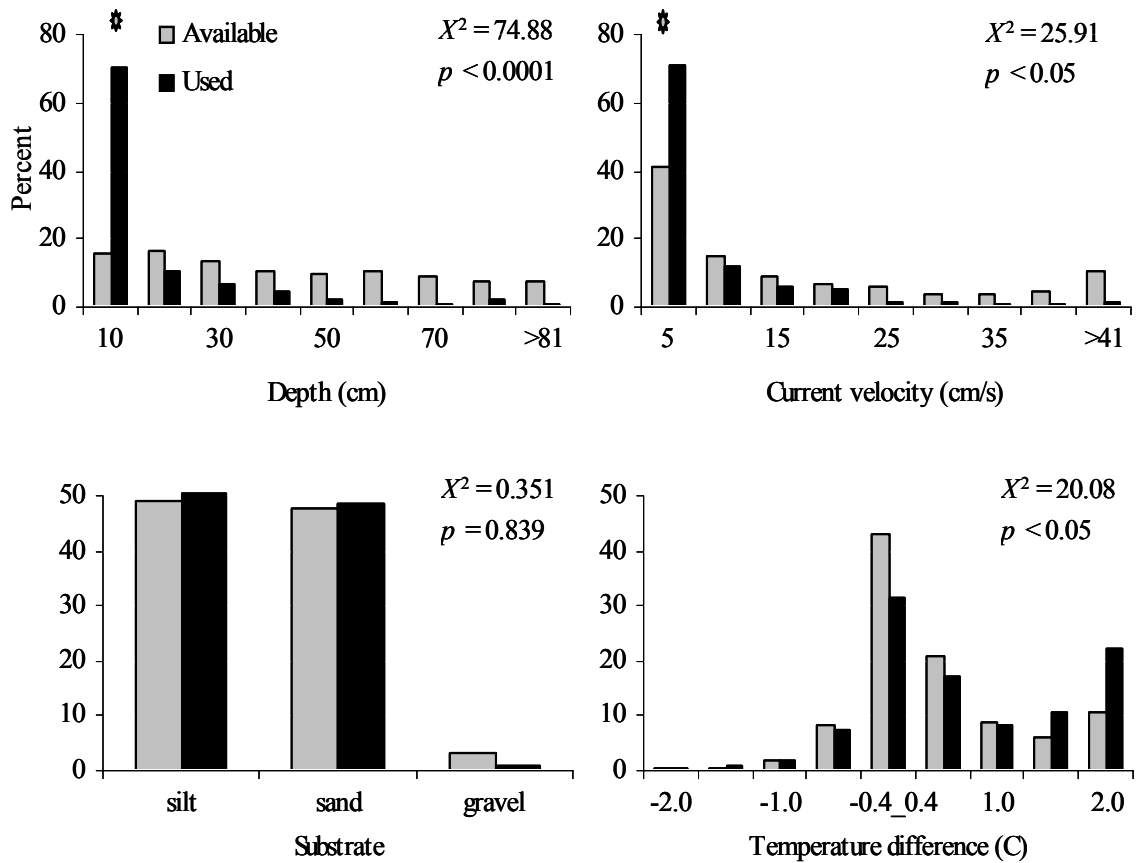 80
60
40
20
0
Percent
Available
Used
X² = 74.88
p < 0.0001
10 30 50 70 >81
Depth (cm)
80
60
40
20
0
X² = 25.91
p < 0.05
5 15 25 35 >41
Current velocity (cm/s)
50
40
30
20
10
0
X² = 0.351
p = 0.839
silt sand gravel
Substrate
50
40
30
20
10
0
X² = 20.08
p < 0.05
-2.0 -1.0 -0.4_0.4 1.0 2.0
Temperature difference (C)